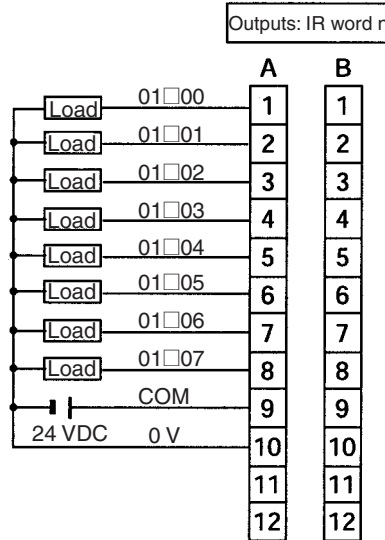 Outputs: IR word n
A B
Load 01□00 1 1
Load 01□01 2 2
Load 01□02 3 3
Load 01□03 4 4
Load 01□04 5 5
Load 01□05 6 6
Load 01□06 7 7
Load 01□07 8 8
COM 9 9
24 VDC 0 V 10 10
11 11
12 12